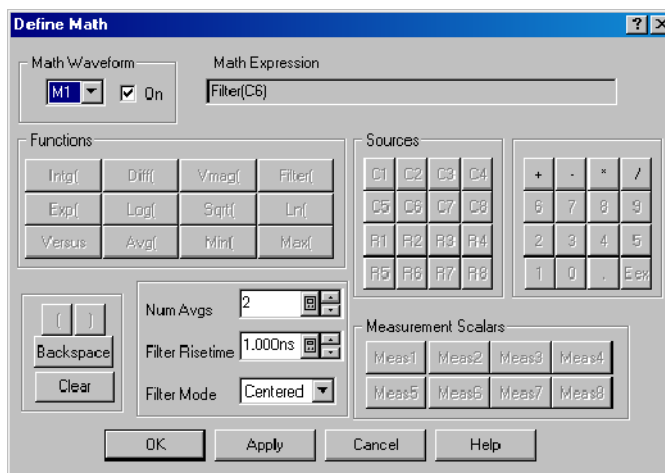 Define Math
Math Waveform
M1
On
Math Expression
Filter(C6)
Functions
Intg( Diff( Vmag( Filter(
Exp( Log( Sqrt( Ln(
Versus Avg( Min( Max(
Sources
C1 C2 C3 C4
C5 C6 C7 C8
R1 R2 R3 R4
R5 R6 R7 R8
+ - * /
6 7 8 9
2 3 4 5
1 0 . Eex
( )
Backspace
Clear
Num Avgs 2
Filter Risetime 1.000ns
Filter Mode Centered
Measurement Scalars
Meas1 Meas2 Meas3 Meas4
Meas5 Meas6 Meas7 Meas8
OK Apply Cancel Help